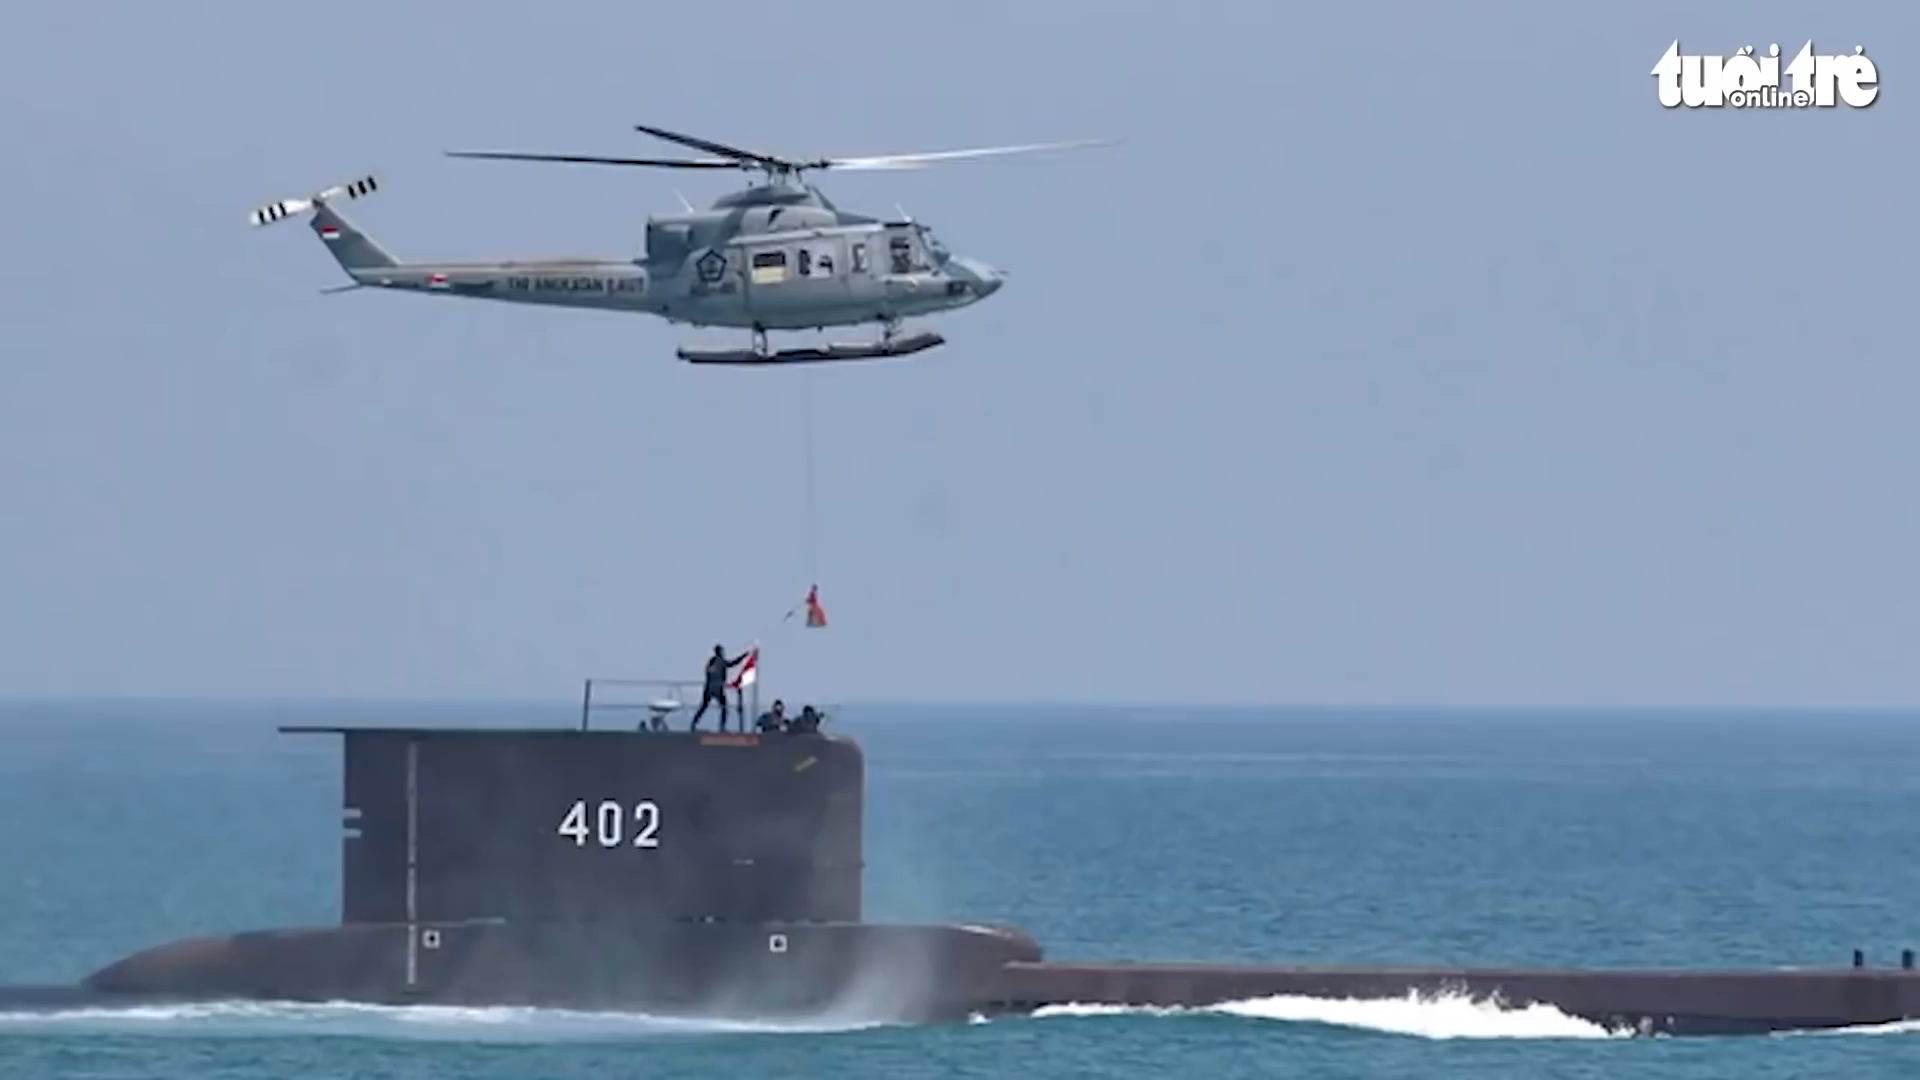 tuổi trẻ
online
TNI ANGKATAN LAUT
402